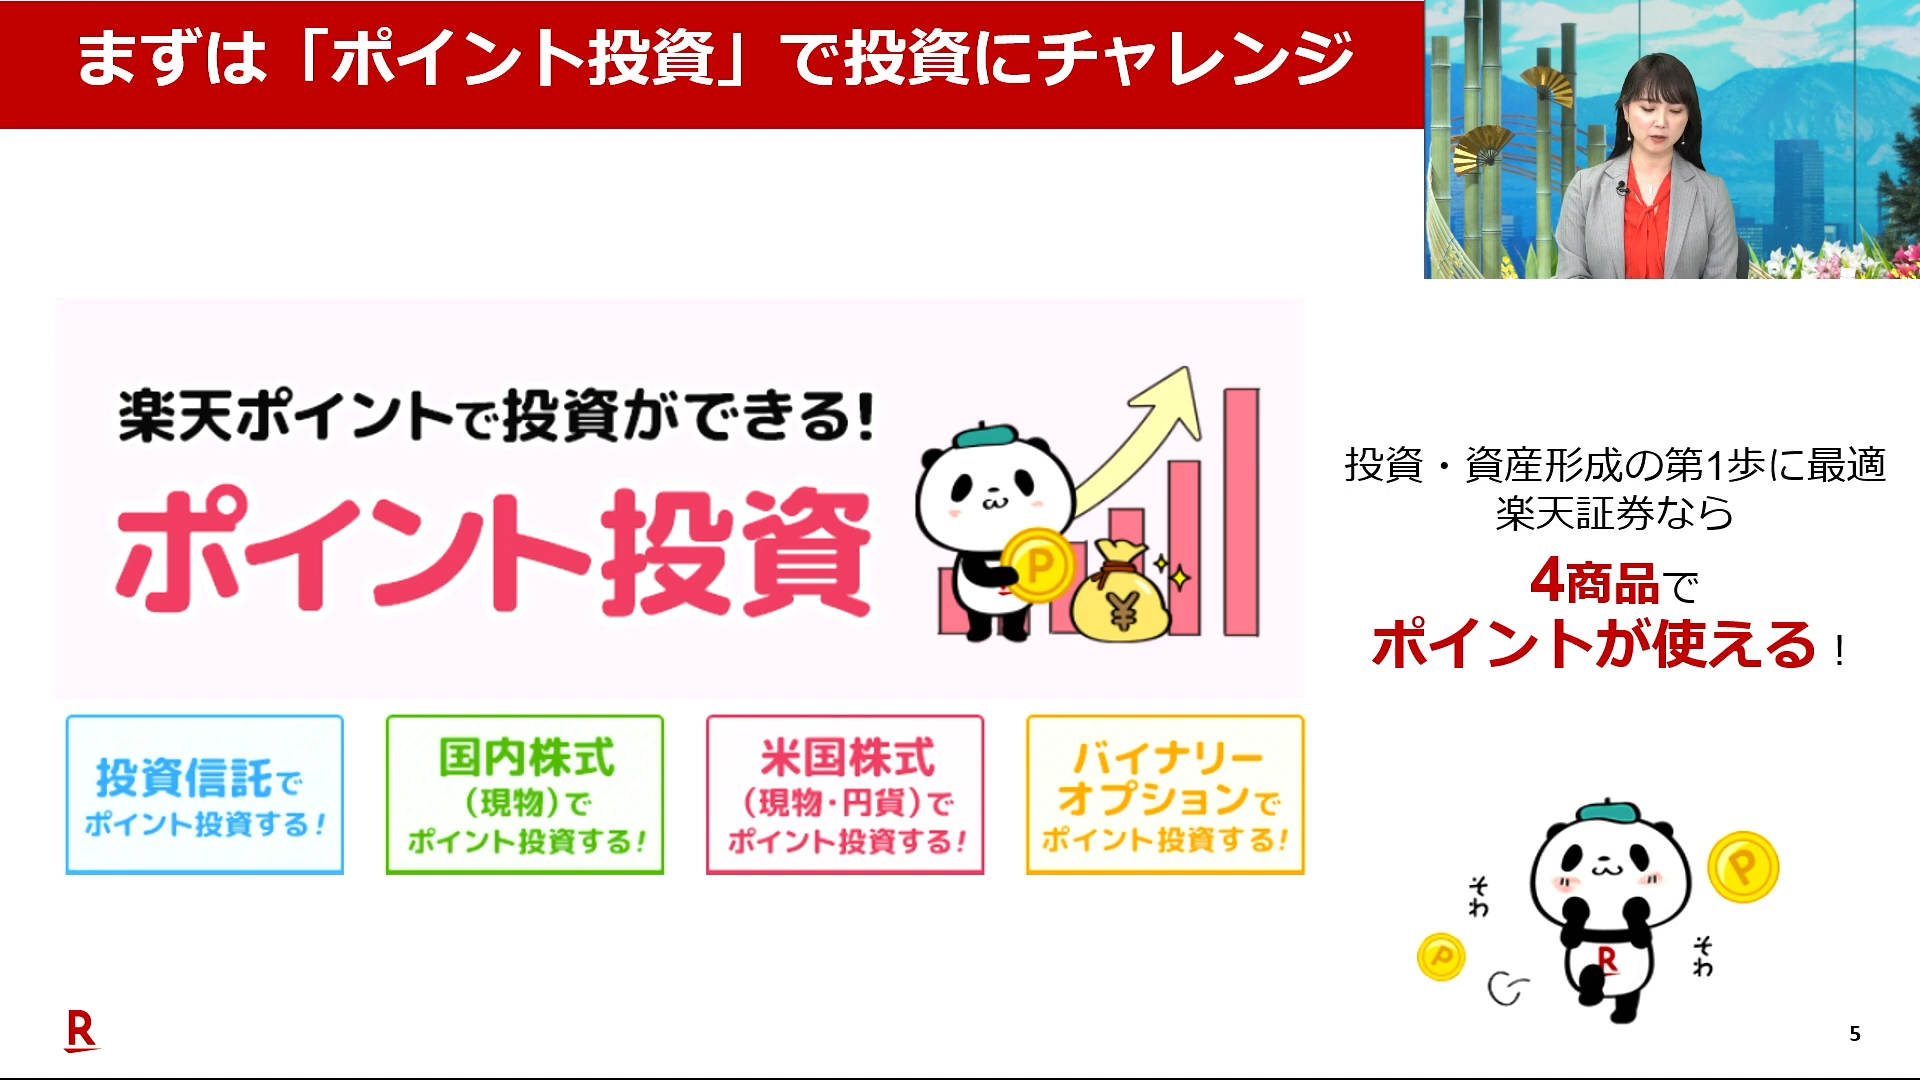 まずは「ポイント投資」で投資にチャレンジ
楽天ポイントで投資ができる!
ポイント投資
P
¥
投資・資産形成の第1歩に最適
楽天証券なら
4商品で
ポイントが使える！
投資信託で
ポイント投資する!
国内株式
(現物)で
ポイント投資する!
米国株式
(現物・円貨)で
ポイント投資する!
バイナリー
オプションで
ポイント投資する!
そわ
そわ
P
P
R
R
5